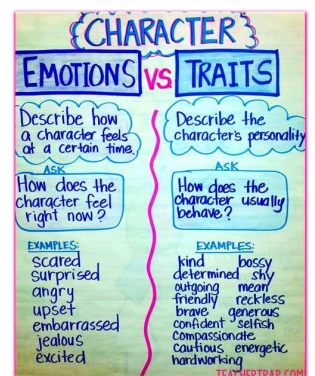 CHARACTER
EMOTIONS VS. TRAITS
Describe how
a character feels
at a certain time.
ASK
How does the
character feel
right now?
EXAMPLES:
scared
surprised
angry
upset
embarrassed
jealous
excited
Describe the
character's personality
ASK
How does the
character usually
behave?
EXAMPLES:
kind bossy
determined shy
outgoing mean
friendly reckless
brave generous
confident selfish
compassionate
cautious energetic
hardworking
TEACHERTRAP.COM